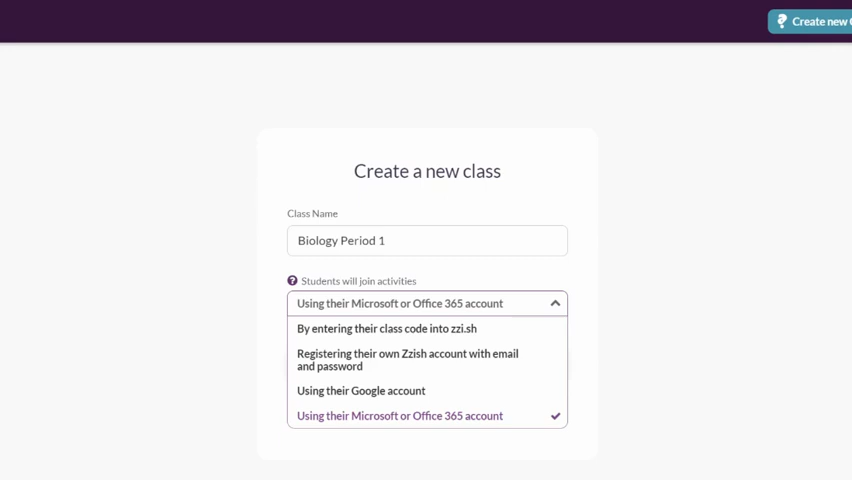 Create new
Create a new class
Class Name
Biology Period 1
Students will join activities
Using their Microsoft or Office 365 account
By entering their class code into zzi.sh
Registering their own Zzish account with email
and password
Using their Google account
Using their Microsoft or Office 365 account